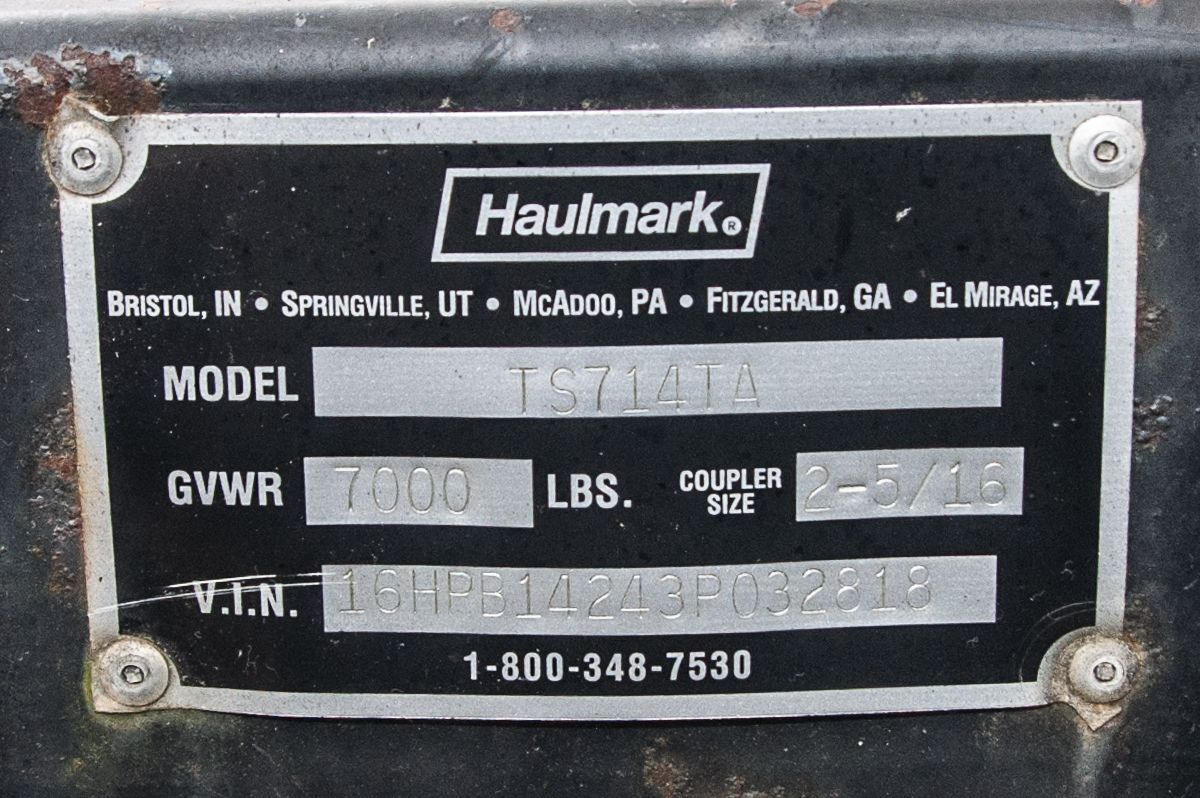 Haulmark®
BRISTOL, IN • SPRINGVILLE, UT • MCADOO, PA • FITZGERALD, GA • EL MIRAGE, AZ
MODEL TS714TA
GVWR 7000 LBS. COUPLER SIZE 2-5/16
V.I.N. 16HPB14243P032818
1-800-348-7530